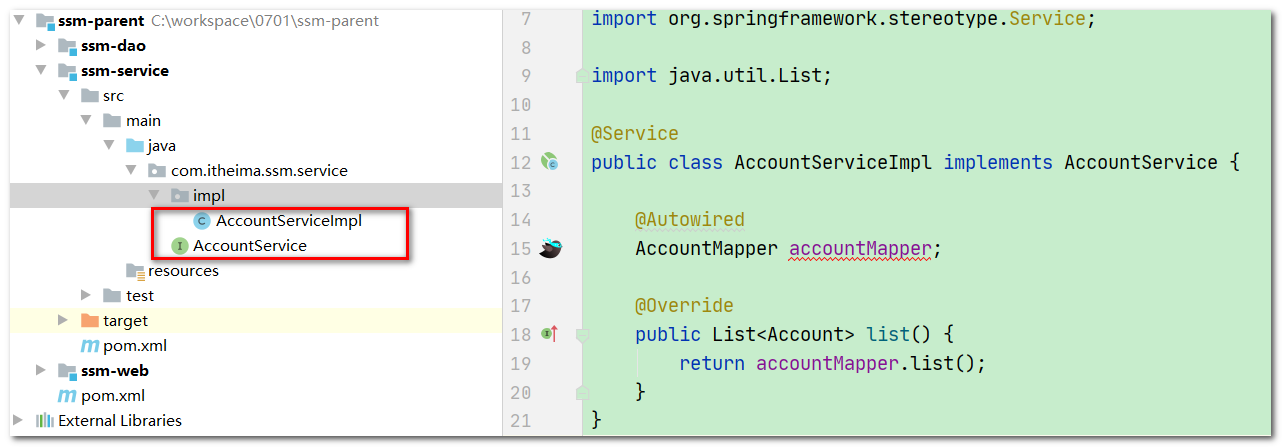 ssm-parent C:\workspace\0701\ssm-parent
ssm-dao
ssm-service
src
main
java
com.itheima.ssm.service
impl
AccountServiceImpl
AccountService
resources
test
target
pom.xml
ssm-web
pom.xml
External Libraries
7 import org.springframework.stereotype.Service;
8
9 import java.util.List;
10
11 @Service
12 public class AccountServiceImpl implements AccountService {
13
14 @Autowired
15 AccountMapper accountMapper;
16
17 @Override
18 public List<Account> list() {
19 return accountMapper.list();
20 }
21 }